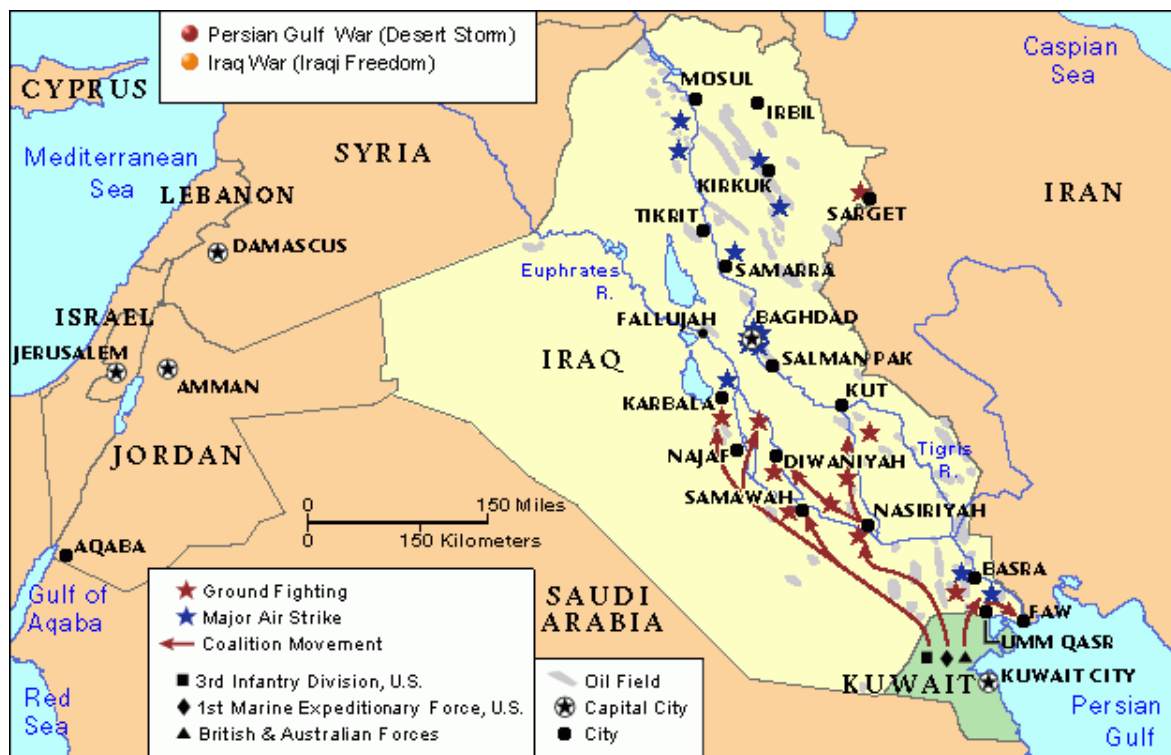 Persian Gulf War (Desert Storm)
Iraq War (Iraqi Freedom)
Caspian
Sea
CYPRUS
MOSUL
IRBIL
Mediterranean
Sea
SYRIA
LEBANON
KIRKUK
IRAN
SARGET
TIKRIT
DAMASCUS
Euphrates
R.
SAMARRA
ISRAEL
FALLUJAH
BAGHDAD
JERUSALEM
IRAQ
SALMAN PAK
AMMAN
KUT
KARBALA
JORDAN
NAJAF
DIWANIYAH
Tigris
R.
0
150 Miles
SAMAWAH
NASIRIYAH
0
150 Kilometers
AQABA
BASRA
Gulf of
Aqaba
SAUDI
ARABIA
FAW
UMM QASR
KUWAIT
KUWAIT CITY
Red
Sea
Persian
Gulf
Ground Fighting
Major Air Strike
Coalition Movement
3rd Infantry Division, U.S.
1st Marine Expeditionary Force, U.S.
British & Australian Forces
Oil Field
Capital City
City